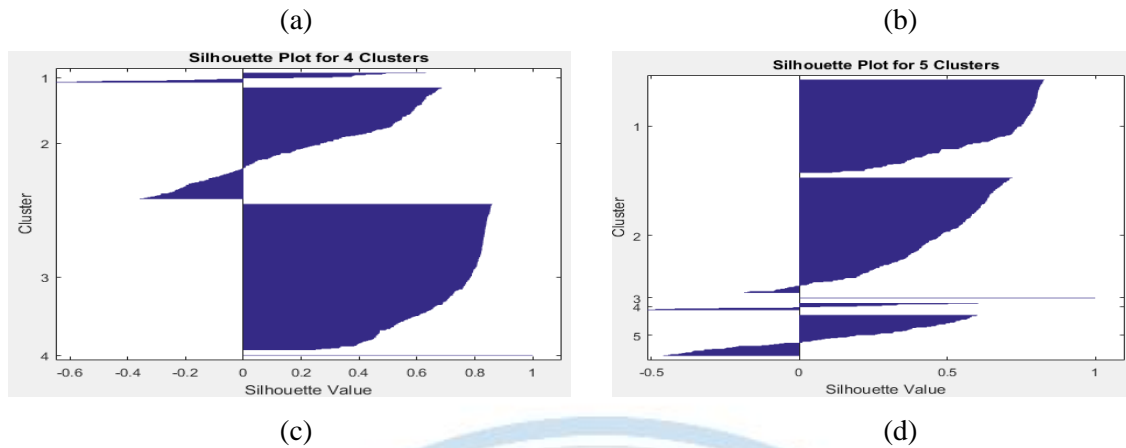 (a)
(b)
Silhouette Plot for 4 Clusters
1
2
3
4
Cluster
-0.6
-0.4
-0.2
0
0.2
0.4
0.6
0.8
1
Silhouette Value
Silhouette Plot for 5 Clusters
1
2
3
4
5
Cluster
-0.5
0
0.5
1
Silhouette Value
(c)
(d)